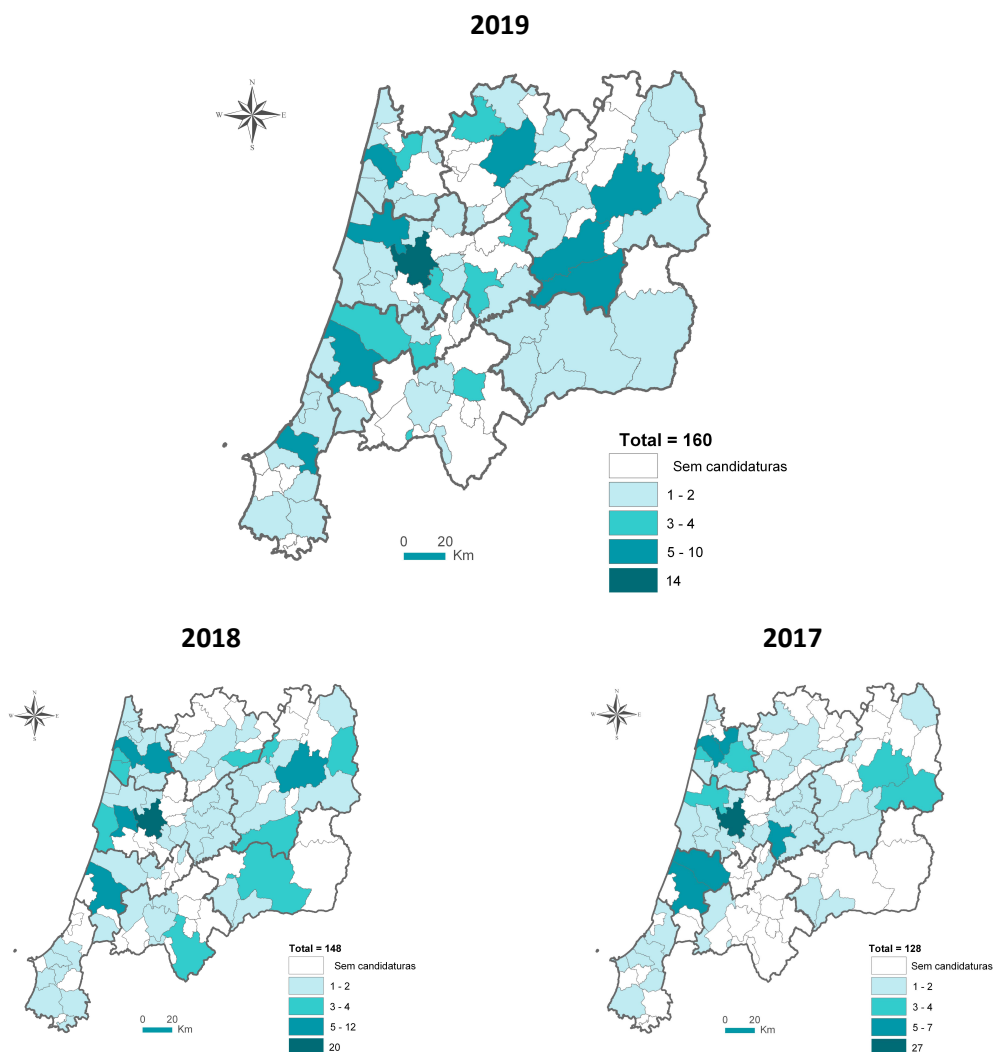 2019
N
W E
S
Total = 160
Sem candidaturas
1 - 2
3 - 4
5 - 10
14
0 20
Km
2018
N
W E
S
Total = 148
Sem candidaturas
1 - 2
3 - 4
5 - 12
20
0 20
Km
2017
N
W E
S
Total = 128
Sem candidaturas
1 - 2
3 - 4
5 - 7
27
0 20
Km